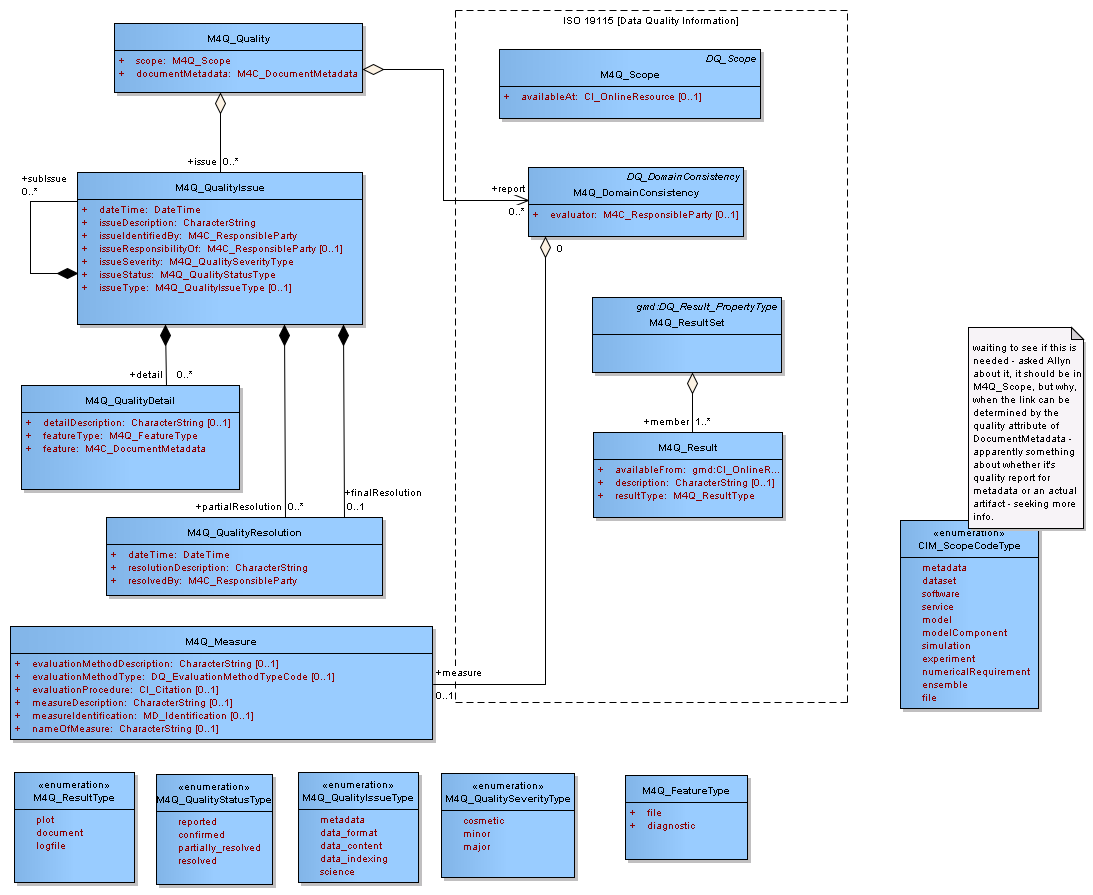 ISO 19115 [Data Quality Information]
M4Q_Quality
+ scope: M4Q_Scope
+ documentMetadata: M4C_DocumentMetadata
DQ_Scope
M4Q_Scope
+ availableAt: CI_OnlineResource [0..1]
+issue 0..*
+subIssue
0..*
M4Q_QualityIssue
+ dateTime: DateTime
+ issueDescription: CharacterString
+ issueIdentifiedBy: M4C_ResponsibleParty
+ issueResponsibilityOf: M4C_ResponsibleParty [0..1]
+ issueSeverity: M4Q_QualitySeverityType
+ issueStatus: M4Q_QualityStatusType
+ issueType: M4Q_QualityIssueType [0..1]
+report
0..*
DQ_DomainConsistency
M4Q_DomainConsistency
+ evaluator: M4C_ResponsibleParty [0..1]
0
gmd:DQ_Result_PropertyType
M4Q_ResultSet
+member 1..*
M4Q_Result
+ availableFrom: gmd:CI_OnlineR...
+ description: CharacterString [0..1]
+ resultType: M4Q_ResultType
waiting to see if this is
needed - asked Allyn
about it, it should be in
M4Q_Scope, but why,
when the link can be
determined by the
quality attribute of
DocumentMetadata -
apparently something
about whether it's
quality report for
metadata or an actual
artifact - seeking more
info.
+detail 0..*
M4Q_QualityDetail
+ detailDescription: CharacterString [0..1]
+ featureType: M4Q_FeatureType
+ feature: M4C_DocumentMetadata
+finalResolution
+partialResolution 0..*
0..1
M4Q_QualityResolution
+ dateTime: DateTime
+ resolutionDescription: CharacterString
+ resolvedBy: M4C_ResponsibleParty
«enumeration»
CIM_ScopeCodeType
metadata
dataset
software
service
model
modelComponent
simulation
experiment
numericalRequirement
ensemble
file
M4Q_Measure
+ evaluationMethodDescription: CharacterString [0..1]
+ evaluationMethodType: DQ_EvaluationMethodTypeCode [0..1]
+ evaluationProcedure: CI_Citation [0..1]
+ measureDescription: CharacterString [0..1]
+ measureIdentification: MD_Identification [0..1]
+ nameOfMeasure: CharacterString [0..1]
+measure
0..1
«enumeration»
M4Q_ResultType
plot
document
logfile
«enumeration»
M4Q_QualityStatusType
reported
confirmed
partially_resolved
resolved
«enumeration»
M4Q_QualityIssueType
metadata
data_format
data_content
data_indexing
science
«enumeration»
M4Q_QualitySeverityType
cosmetic
minor
major
M4Q_FeatureType
+ file
+ diagnostic